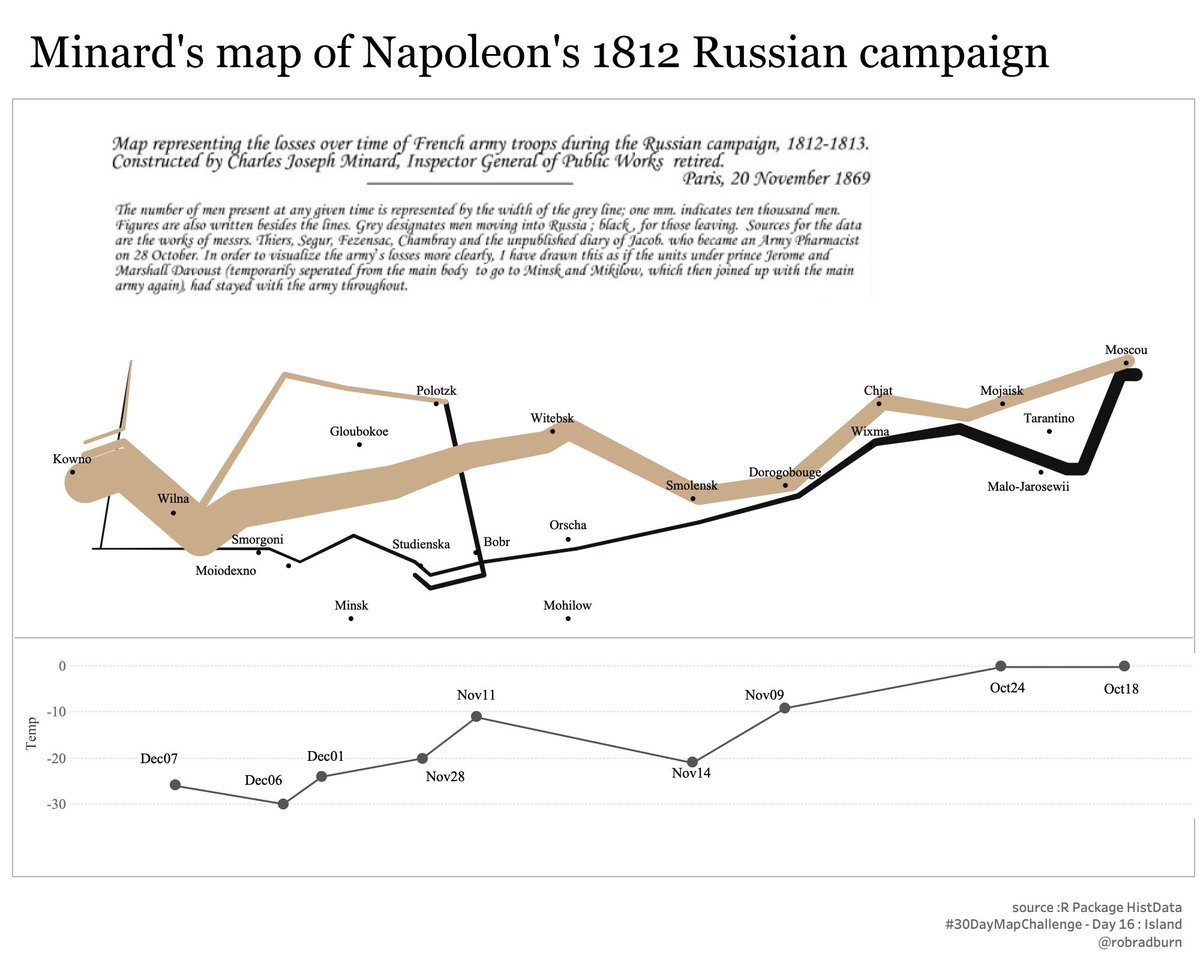 Minard's map of Napoleon's 1812 Russian campaign
Map representing the losses over time of French army troops during the Russian campaign, 1812-1813.
Constructed by Charles Joseph Minard, Inspector General of Public Works retired.
Paris, 20 November 1869
The number of men present at any given time is represented by the width of the grey line; one mm. indicates ten thousand men.
Figures are also written besides the lines. Grey designates men moving into Russia ; black , for those leaving. Sources for the data
are the works of messrs. Thiers, Segur, Fezensac, Chambray and the unpublished diary of Jacob. who became an Army Pharmacist
on 28 October. In order to visualize the army's losses more clearly, I have drawn this as if the units under prince Jerome and
Marshall Davoust (temporarily seperated from the main body to go to Minsk and Mikilow, which then joined up with the main
army again), had stayed with the army throughout.
Moscou
Polotzk
Chjat
Mojaisk
Witebsk
Tarantino
Gloubokoe
Wixma
Kowno
Dorogobouge
Smolensk
Malo-Jarosewii
Wilna
Orscha
Smorgoni
Studienska
Bobr
Moiodexno
Minsk
Mohilow
Temp
0
-10
-20
-30
Dec07
Dec06
Dec01
Nov28
Nov11
Nov14
Nov09
Oct24
Oct18
source :R Package HistData
#30DayMapChallenge - Day 16 : Island
@robradburn